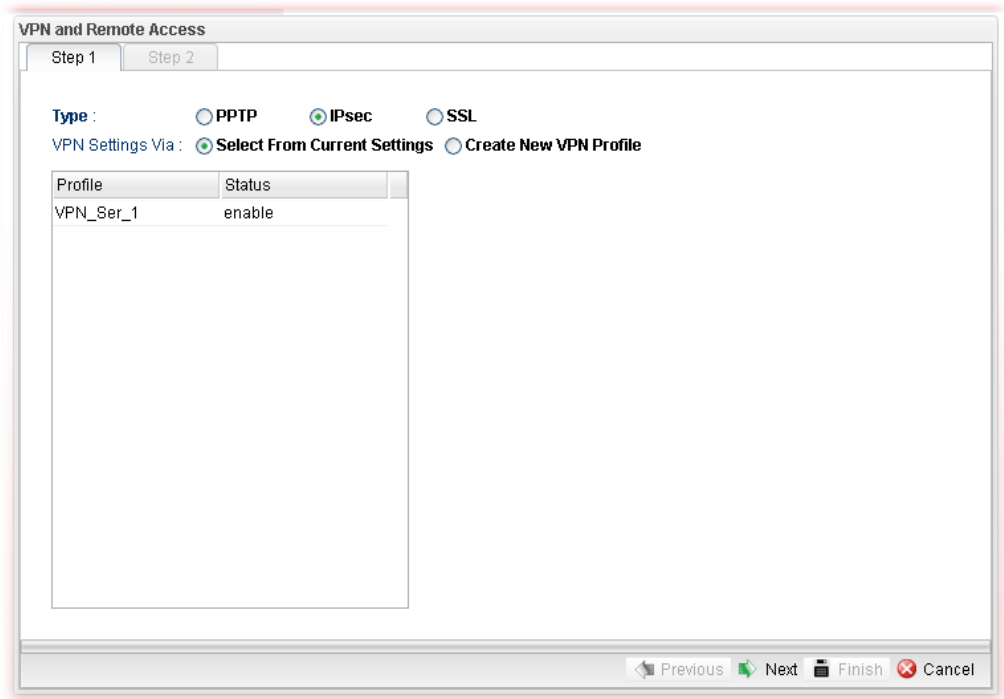 VPN and Remote Access
Step 1 Step 2
Type : PPTP IPsec SSL
VPN Settings Via : Select From Current Settings Create New VPN Profile
Profile Status
VPN_Ser_1 enable
Previous Next Finish Cancel